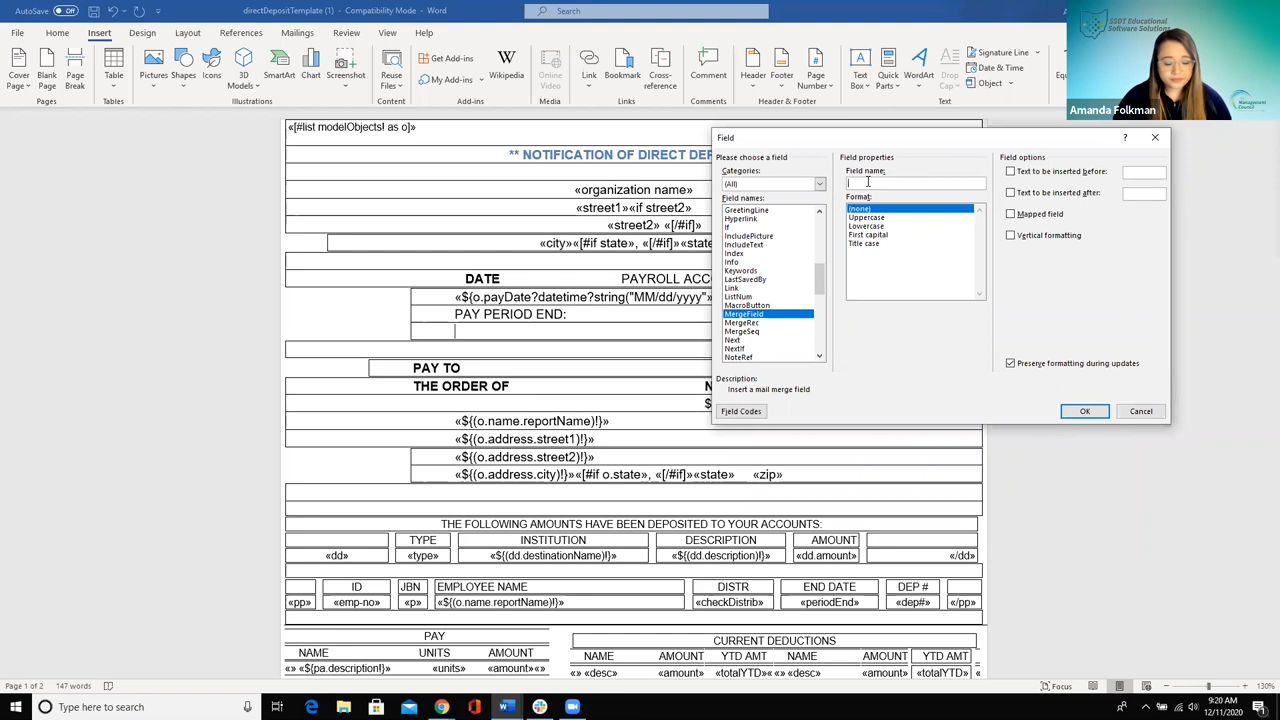 AutoSave Off directDepositTemplate (1) - Compatibility Mode - Word Search
SSDT Educational
Software Solutions
Management
Council
Amanda Folkman
File Home Insert Design Layout References Mailings Review View Help
Cover Page Blank Page Page Break Table Pictures Shapes Icons 3D Models SmartArt Chart Screenshot Reuse Files Get Add-ins My Add-ins Wikipedia Online Video Link Bookmark Cross-reference Comment Header Footer Page Number Text Box Quick Parts WordArt Drop Cap Signature Line Date & Time Object
Pages Tables Illustrations Content Add-ins Media Links Comments Header & Footer Text
«[#list modelObjects! as o]»
** NOTIFICATION OF DIRECT DEP
«organization name»
«street1»«if street2»
«street2» «[/#if]»
«city»«[#if state», «[/#if]»«state»
DATE PAYROLL ACC
«${o.payDate?datetime?string("MM/dd/yyyy"»
PAY PERIOD END:
PAY TO
THE ORDER OF N
$
«${(o.name.reportName)!}»
«${(o.address.street1)!}»
«${(o.address.street2)!}»
«${(o.address.city)!}»«[#if o.state», «[/#if]»«state» «zip»
THE FOLLOWING AMOUNTS HAVE BEEN DEPOSITED TO YOUR ACCOUNTS:
TYPE INSTITUTION DESCRIPTION AMOUNT
«dd» «type» «${(dd.destinationName)!}» «${(dd.description)!}» «dd.amount» «/dd»
ID JBN EMPLOYEE NAME DISTR END DATE DEP #
«pp» «emp-no» «p» «${(o.name.reportName)!}» «checkDistrib» «periodEnd» «dep#» «/pp»
PAY CURRENT DEDUCTIONS
NAME UNITS AMOUNT NAME AMOUNT YTD AMT NAME AMOUNT YTD AMT
«» «${pa.description!}» «units» «amount»«» «» «desc» «amount» «totalYTD» «desc» «amount» «totalYTD»
Field ?
Please choose a field
Categories:
(All)
Field names:
GreetingLine
Hyperlink
If
IncludePicture
IncludeText
Index
Info
Keywords
LastSavedBy
Link
ListNum
MacroButton
MergeField
MergeRec
MergeSeq
Next
NextIf
NoteRef
Field properties
Field name:
Format:
(none)
Uppercase
Lowercase
First capital
Title case
Field options
Text to be inserted before:
Text to be inserted after:
Mapped field
Vertical formatting
Preserve formatting during updates
Description:
Insert a mail merge field
Field Codes OK Cancel
Page 1 of 2 147 words Focus 130%
Type here to search
9:20 AM
12/11/2020